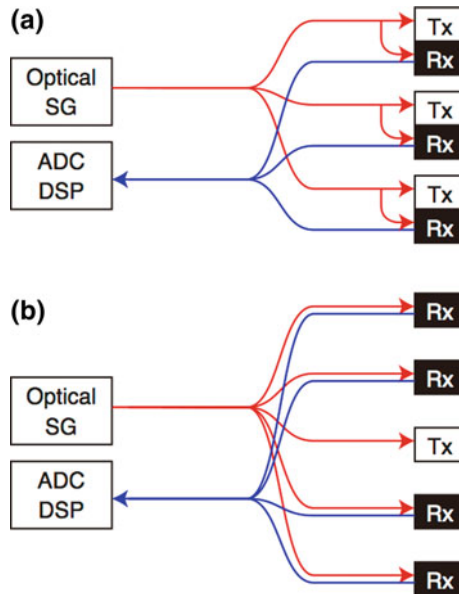 (a)
Optical
SG
ADC
DSP
Tx
Rx
Tx
Rx
Tx
Rx
(b)
Optical
SG
ADC
DSP
Rx
Rx
Tx
Rx
Rx